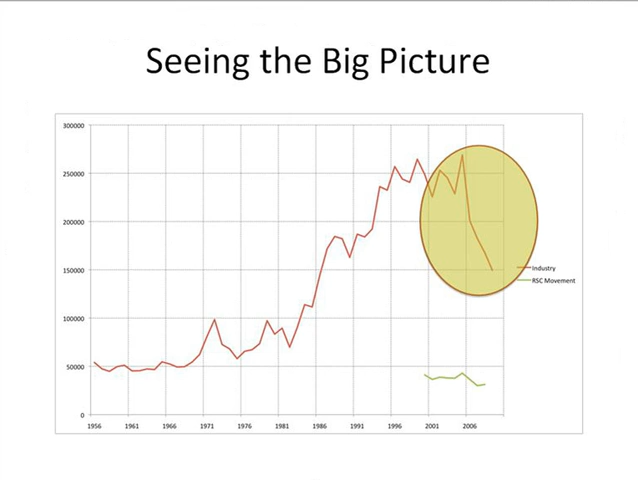 Seeing the Big Picture
300000
250000
200000
150000
100000
50000
0
1956 1961 1966 1971 1976 1981 1986 1991 1996 2001 2006
Industry
RSC Movement